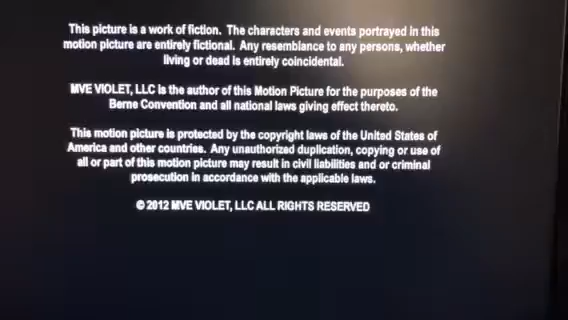 This picture is a work of fiction. The characters and events portrayed in this
motion picture are entirely fictional. Any resemblance to any persons, whether
living or dead is entirely coincidental.
MVE VIOLET, LLC is the author of this Motion Picture for the purposes of the
Berne Convention and all national laws giving effect thereto.
This motion picture is protected by the copyright laws of the United States of
America and other countries. Any unauthorized duplication, copying or use of
all or part of this motion picture may result in civil liabilities and or criminal
prosecution in accordance with the applicable laws.
© 2012 MVE VIOLET, LLC ALL RIGHTS RESERVED